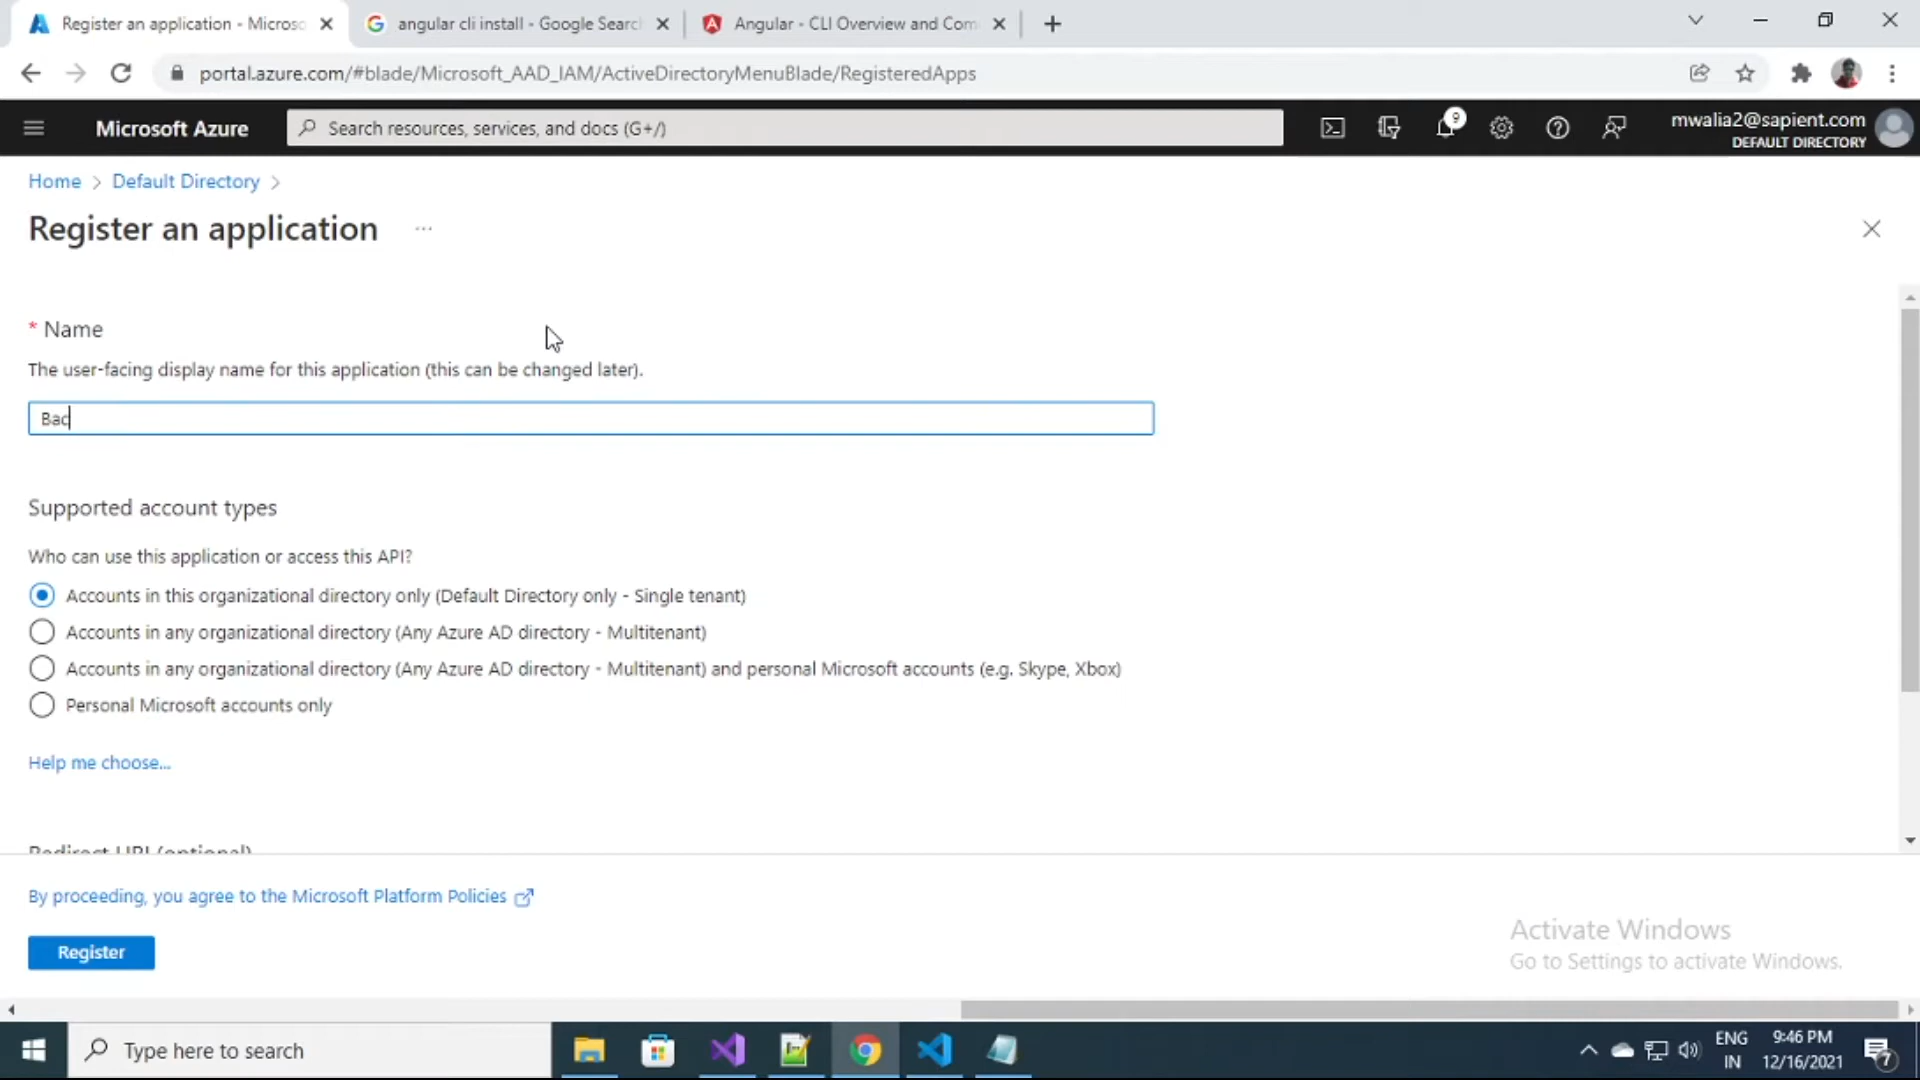 Register an application - Microso
angular cli install - Google Searc
Angular - CLI Overview and Com
portal.azure.com/#blade/Microsoft_AAD_IAM/ActiveDirectoryMenuBlade/RegisteredApps
Microsoft Azure
Search resources, services, and docs (G+/)
9
mwalia2@sapient.com
DEFAULT DIRECTORY
Home > Default Directory >
Register an application ...
* Name
The user-facing display name for this application (this can be changed later).
Bac
Supported account types
Who can use this application or access this API?
Accounts in this organizational directory only (Default Directory only - Single tenant)
Accounts in any organizational directory (Any Azure AD directory - Multitenant)
Accounts in any organizational directory (Any Azure AD directory - Multitenant) and personal Microsoft accounts (e.g. Skype, Xbox)
Personal Microsoft accounts only
Help me choose...
Redirect URI (optional)
By proceeding, you agree to the Microsoft Platform Policies
Register
Activate Windows
Go to Settings to activate Windows.
Type here to search
ENG
IN
9:46 PM
12/16/2021
7